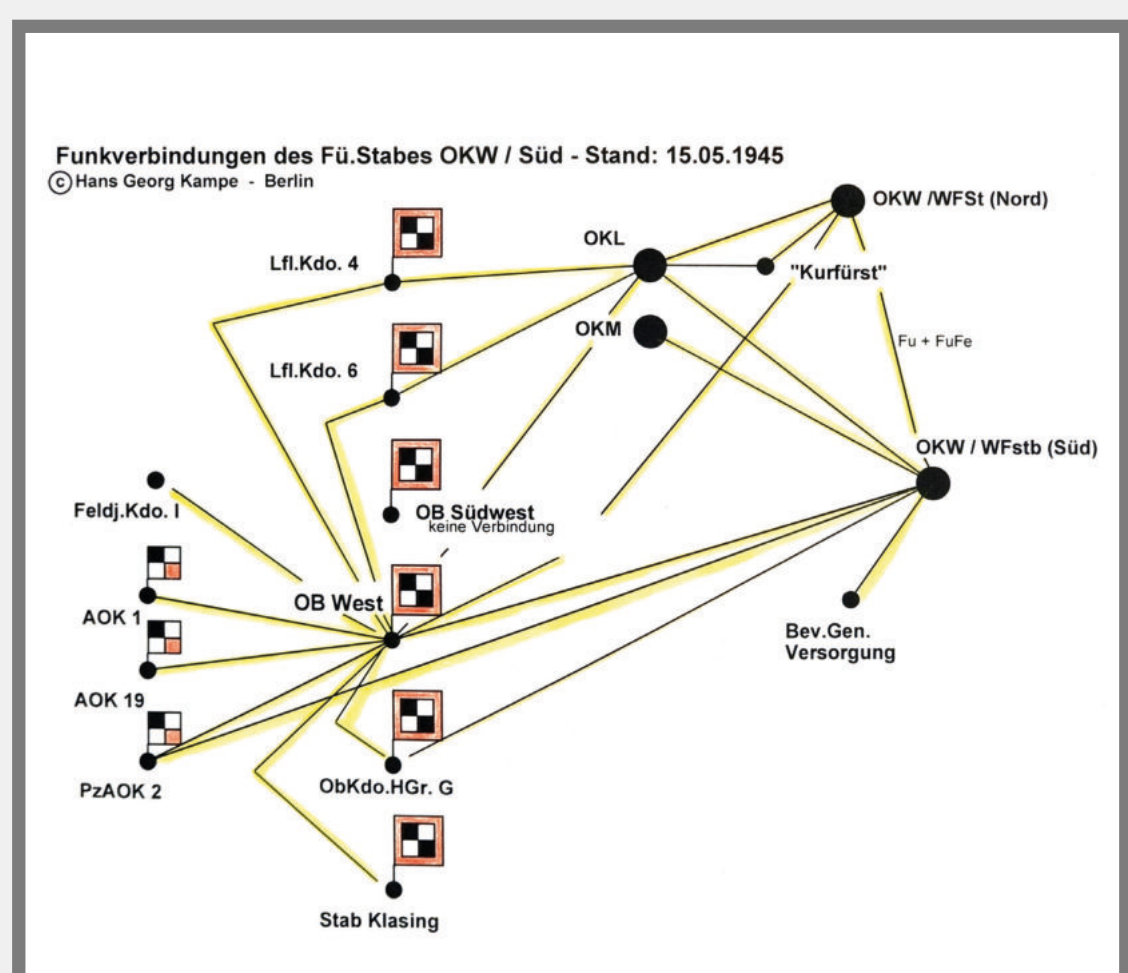 Funkverbindungen des Fü.Stabes OKW / Süd - Stand: 15.05.1945
© Hans Georg Kampe - Berlin
OKW /WFSt (Nord)
OKL
Lfl.Kdo. 4
"Kurfürst"
OKM
Fu + FuFe
Lfl.Kdo. 6
OKW / WFstb (Süd)
Feldj.Kdo. I
OB Südwest
keine Verbindung
OB West
AOK 1
Bev.Gen.
Versorgung
AOK 19
PzAOK 2
ObKdo.HGr. G
Stab Klasing